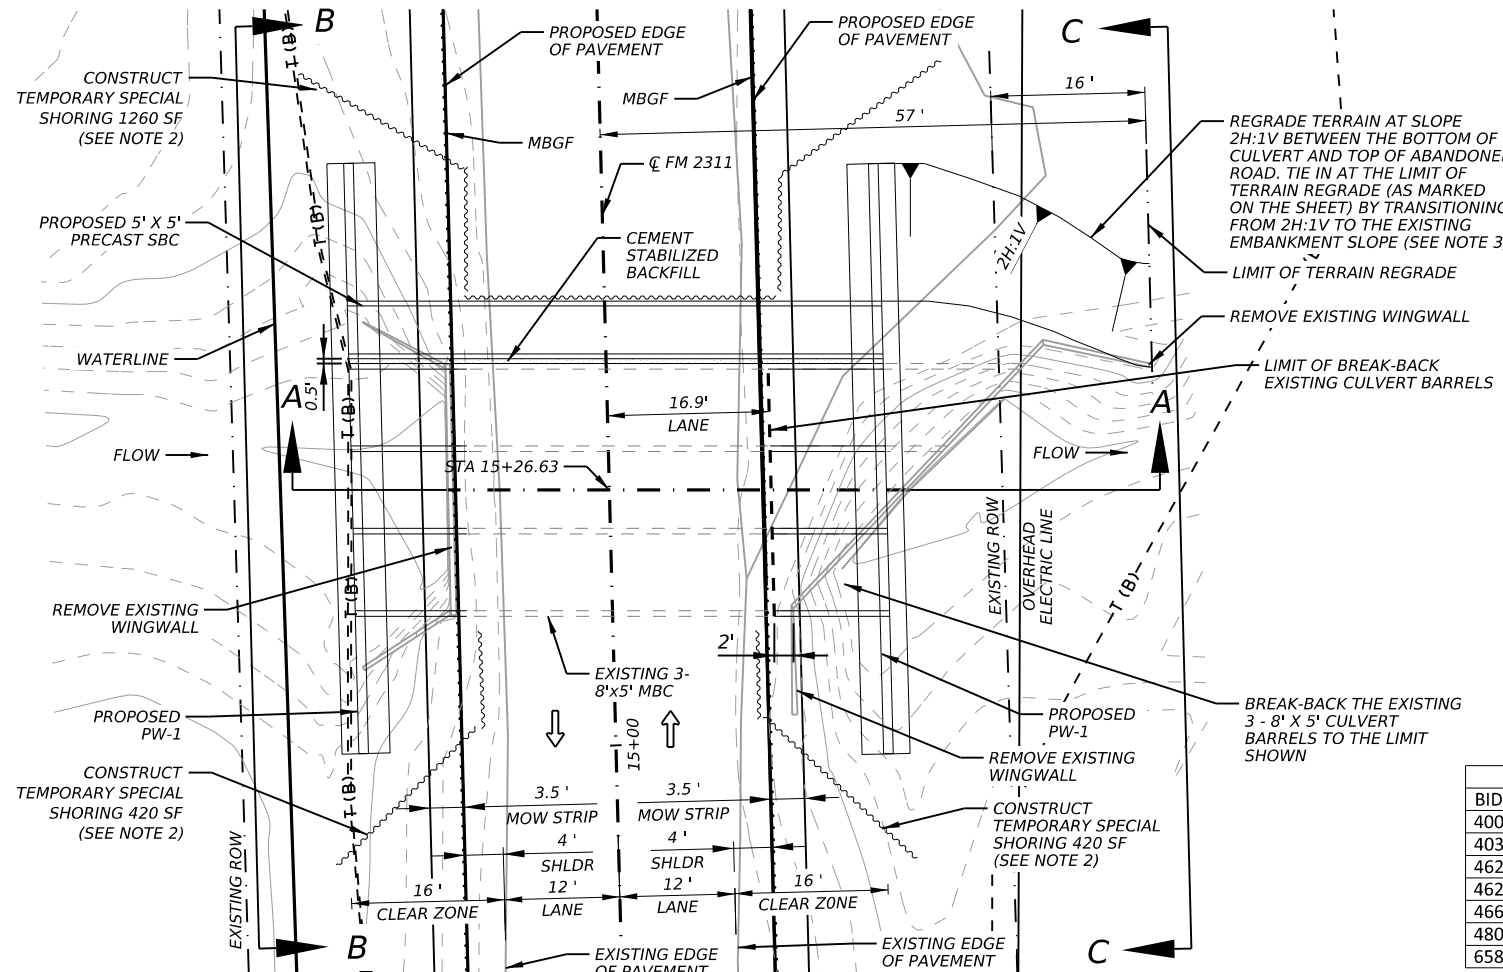 B
C
T (B)
PROPOSED EDGE
OF PAVEMENT
PROPOSED EDGE
OF PAVEMENT
CONSTRUCT
TEMPORARY SPECIAL
SHORING 1260 SF
(SEE NOTE 2)
MBGF
16 '
57 '
MBGF
℄ FM 2311
REGRADE TERRAIN AT SLOPE
2H:1V BETWEEN THE BOTTOM OF
CULVERT AND TOP OF ABANDONE
ROAD. TIE IN AT THE LIMIT OF
TERRAIN REGRADE (AS MARKED
ON THE SHEET) BY TRANSITIONING
FROM 2H:1V TO THE EXISTING
EMBANKMENT SLOPE (SEE NOTE 3
PROPOSED 5' X 5'
PRECAST SBC
T (B)
CEMENT
STABILIZED
BACKFILL
2H:1V
LIMIT OF TERRAIN REGRADE
REMOVE EXISTING WINGWALL
WATERLINE
LIMIT OF BREAK-BACK
EXISTING CULVERT BARRELS
A
0.5'
T (B)
16.9'
LANE
A
FLOW
FLOW
STA 15+26.63
EXISTING ROW
OVERHEAD
ELECTRIC LINE
T (B)
T (B)
REMOVE EXISTING
WINGWALL
2'
EXISTING 3-
8'x5' MBC
PROPOSED
PW-1
PROPOSED
PW-1
BREAK-BACK THE EXISTING
3 - 8' X 5' CULVERT
BARRELS TO THE LIMIT
SHOWN
15+00
REMOVE EXISTING
WINGWALL
CONSTRUCT
TEMPORARY SPECIAL
SHORING 420 SF
(SEE NOTE 2)
T (B)
3.5 '
MOW STRIP
3.5 '
MOW STRIP
CONSTRUCT
TEMPORARY SPECIAL
SHORING 420 SF
(SEE NOTE 2)
4 '
SHLDR
4 '
SHLDR
EXISTING ROW
16 '
CLEAR ZONE
12 '
LANE
12 '
LANE
16 '
CLEAR ZONE
B
EXISTING EDGE
OF PAVEMENT
EXISTING EDGE
OF PAVEMENT
C
BID
400
403
462
462
466
480
658